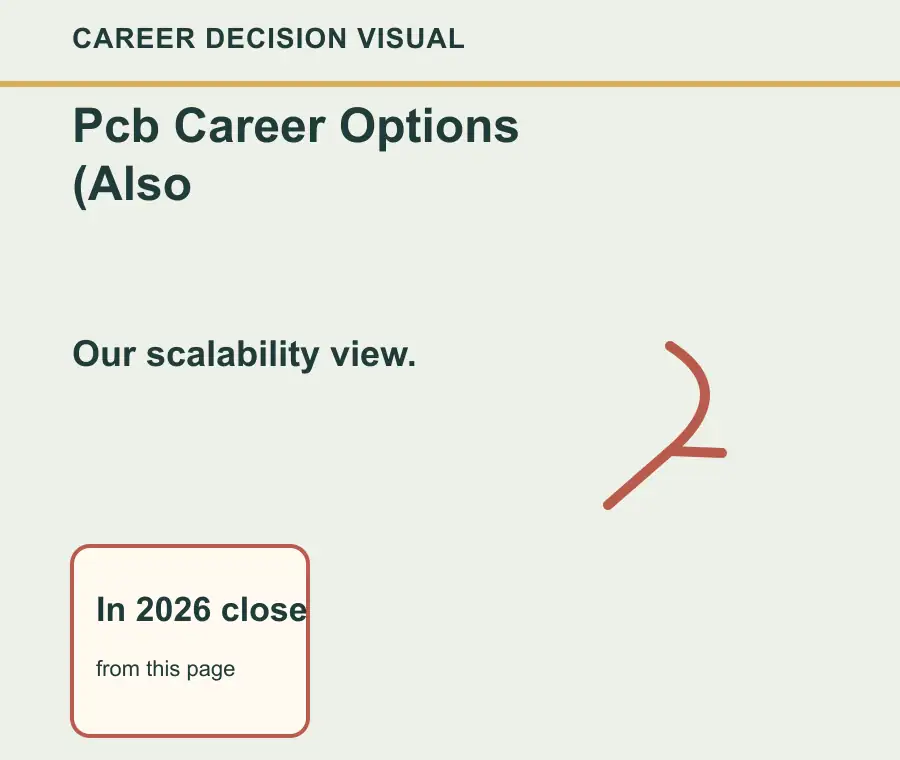 CAREER DECISION VISUAL
Pcb Career Options
(Also
Our scalability view.
In 2026 close
from this page